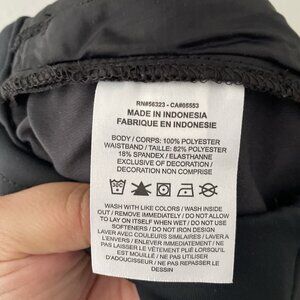 RN#56323 - CA#05553
MADE IN INDONESIA
FABRIQUE EN INDONESIE
BODY / CORPS: 100% POLYESTER
WAISTBAND / TAILLE: 82% POLYESTER
18% SPANDEX / ELASTHANNE
EXCLUSIVE OF DECORATION /
DECORATION NON COMPRISE
WASH WITH LIKE COLORS / WASH INSIDE
OUT / REMOVE IMMEDIATELY / DO NOT ALLOW
TO LAY ON ITSELF WHEN WET / DO NOT USE
SOFTENERS / DO NOT IRON DESIGN
LAVER AVEC COULEURS SIMILAIRES / LAVER A
L'ENVERS / ENLEVER IMMEDIATEMENT / NE
PAS LAISSER LE VÊTEMENT PLIÉ LORSQU'IL
EST MOUILLÉ / NE PAS UTILISER
D'ADOUCISSEUR / NE PAS REPASSER LE
DESSIN